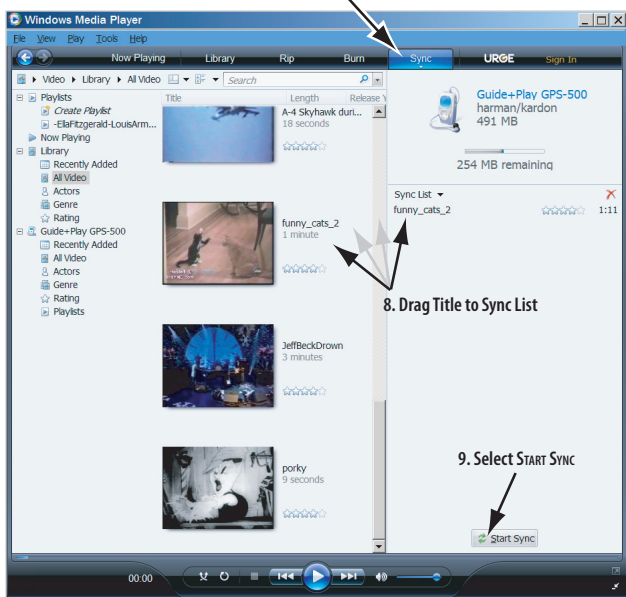 Windows Media Player
File View Play Tools Help
Now Playing Library Rip Burn Sync URGE Sign In
Video Library All Video Search
Playlists
Create Playlist
-EllaFitzgerald-LouisArm...
Now Playing
Library
Recently Added
All Video
Actors
Genre
Rating
Guide+Play GPS-500
Recently Added
All Video
Actors
Genre
Rating
Playlists
Title Length Release Y
A-4 Skyhawk duri...
18 seconds
funny_cats_2
1 minute
JeffBeckDrown
3 minutes
porky
9 seconds
Guide+Play GPS-500
harman/kardon
491 MB
254 MB remaining
Sync List
funny_cats_2 1:11
8. Drag Title to Sync List
9. Select START SYNC
Start Sync
00:00